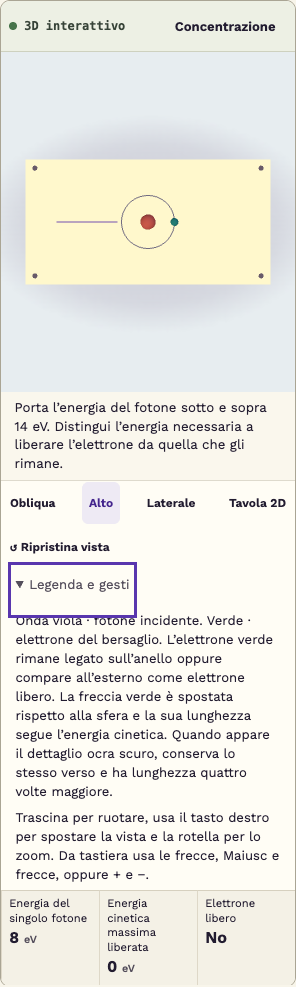 3D interattivo
Concentrazione
Porta l'energia del fotone sotto e sopra
14 eV. Distingui l'energia necessaria a
liberare l'elettrone da quella che gli
rimane.
Obliqua Alto Laterale Tavola 2D
↺ Ripristina vista
▼ Legenda e gesti
Onda viola · fotone incidente. Verde ·
elettrone del bersaglio. L'elettrone verde
rimane legato sull'anello oppure
compare all'esterno come elettrone
libero. La freccia verde è spostata
rispetto alla sfera e la sua lunghezza
segue l'energia cinetica. Quando appare
il dettaglio ocra scuro, conserva lo
stesso verso e ha lunghezza quattro
volte maggiore.
Trascina per ruotare, usa il tasto destro
per spostare la vista e la rotella per lo
zoom. Da tastiera usa le frecce, Maiusc e
frecce, oppure + e −.
Energia del
singolo fotone
8 eV
Energia
cinetica
massima
liberata
0 eV
Elettrone
libero
No